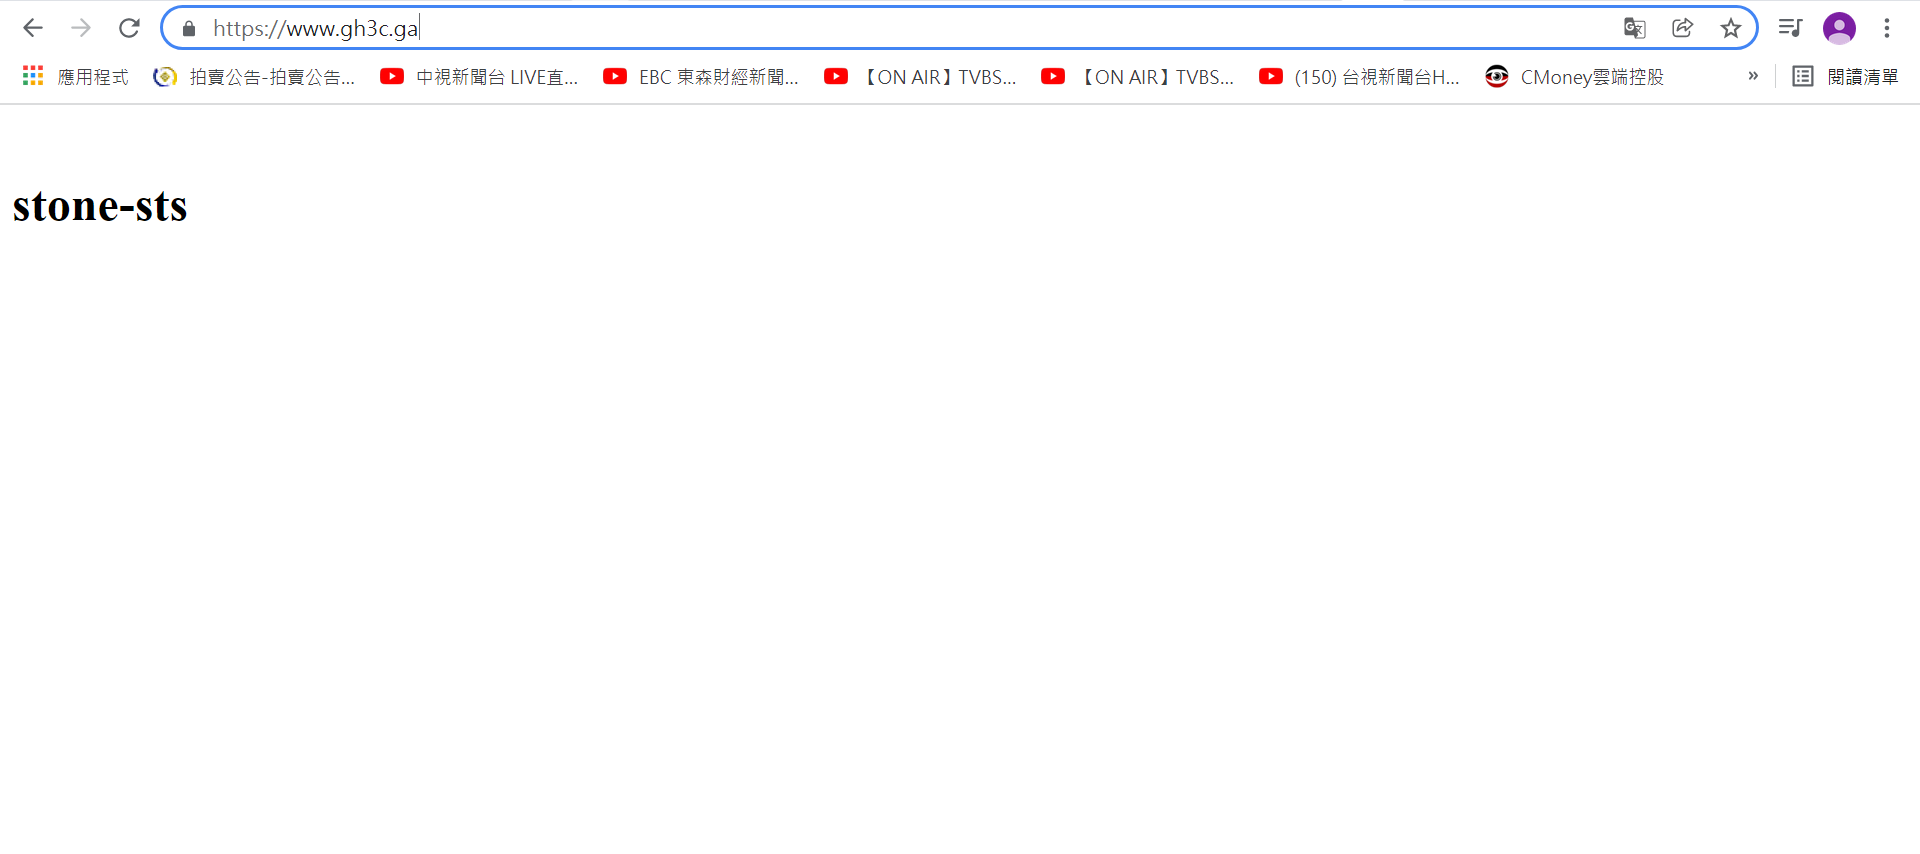 https://www.gh3c.ga
應用程式 拍賣公告-拍賣公告... 中視新聞台 LIVE直... EBC 東森財經新聞... 【ON AIR】TVBS... 【ON AIR】TVBS... (150) 台視新聞台H... CMoney雲端控股 » 閱讀清單
stone-sts